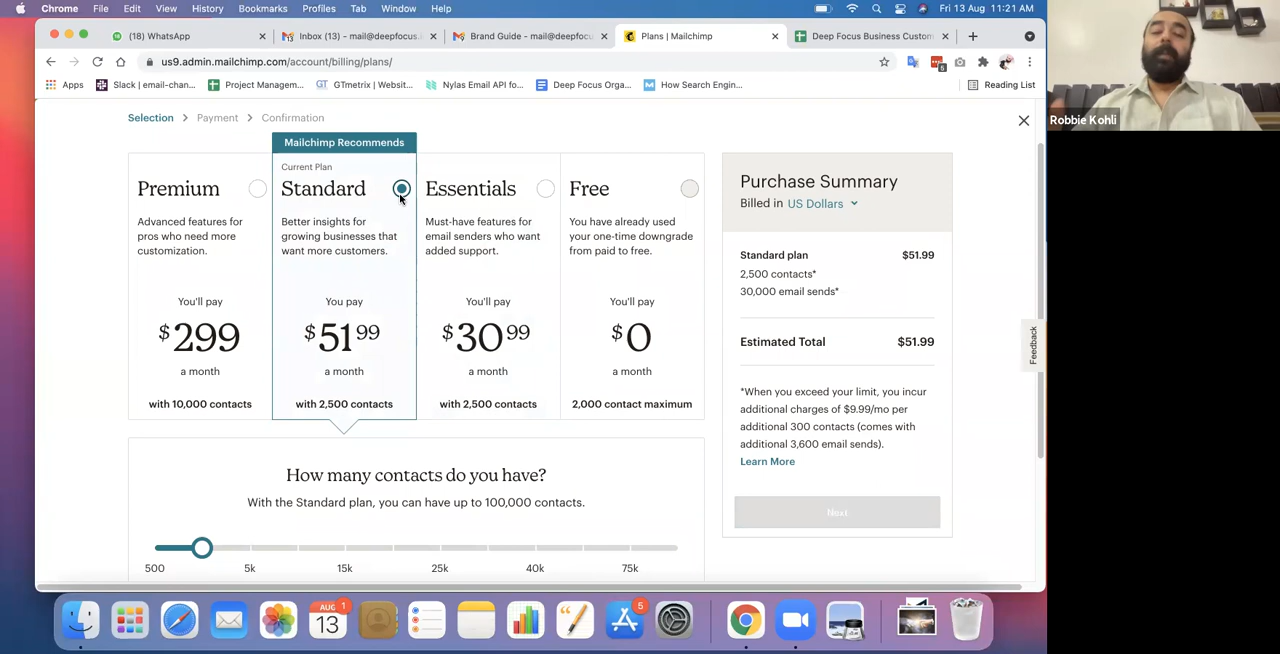 Chrome File Edit View History Bookmarks Profiles Tab Window Help Fri 13 Aug 11:21 AM
(18) WhatsApp
Inbox (13) - mail@deepfocus.i
Brand Guide - mail@deepfocu
Plans | Mailchimp
Deep Focus Business Custom
us9.admin.mailchimp.com/account/billing/plans/
6
Apps
Slack | email-chan...
Project Managem...
GTmetrix | Websit...
Nylas Email API fo...
Deep Focus Orga...
How Search Engin...
Reading List
Robbie Kohli
Selection > Payment > Confirmation
Mailchimp Recommends
Premium
Advanced features for
pros who need more
customization.
You'll pay
$299
a month
with 10,000 contacts
Current Plan
Standard
Better insights for
growing businesses that
want more customers.
You pay
$51.99
a month
with 2,500 contacts
Essentials
Must-have features for
email senders who want
added support.
You'll pay
$30.99
a month
with 2,500 contacts
Free
You have already used
your one-time downgrade
from paid to free.
You'll pay
$0
a month
2,000 contact maximum
Purchase Summary
Billed in US Dollars
Standard plan $51.99
2,500 contacts*
30,000 email sends*
Estimated Total $51.99
*When you exceed your limit, you incur
additional charges of $9.99/mo per
additional 300 contacts (comes with
additional 3,600 email sends).
Learn More
Next
Feedback
How many contacts do you have?
With the Standard plan, you can have up to 100,000 contacts.
500 5k 15k 25k 40k 75k
AUG 1
13
5